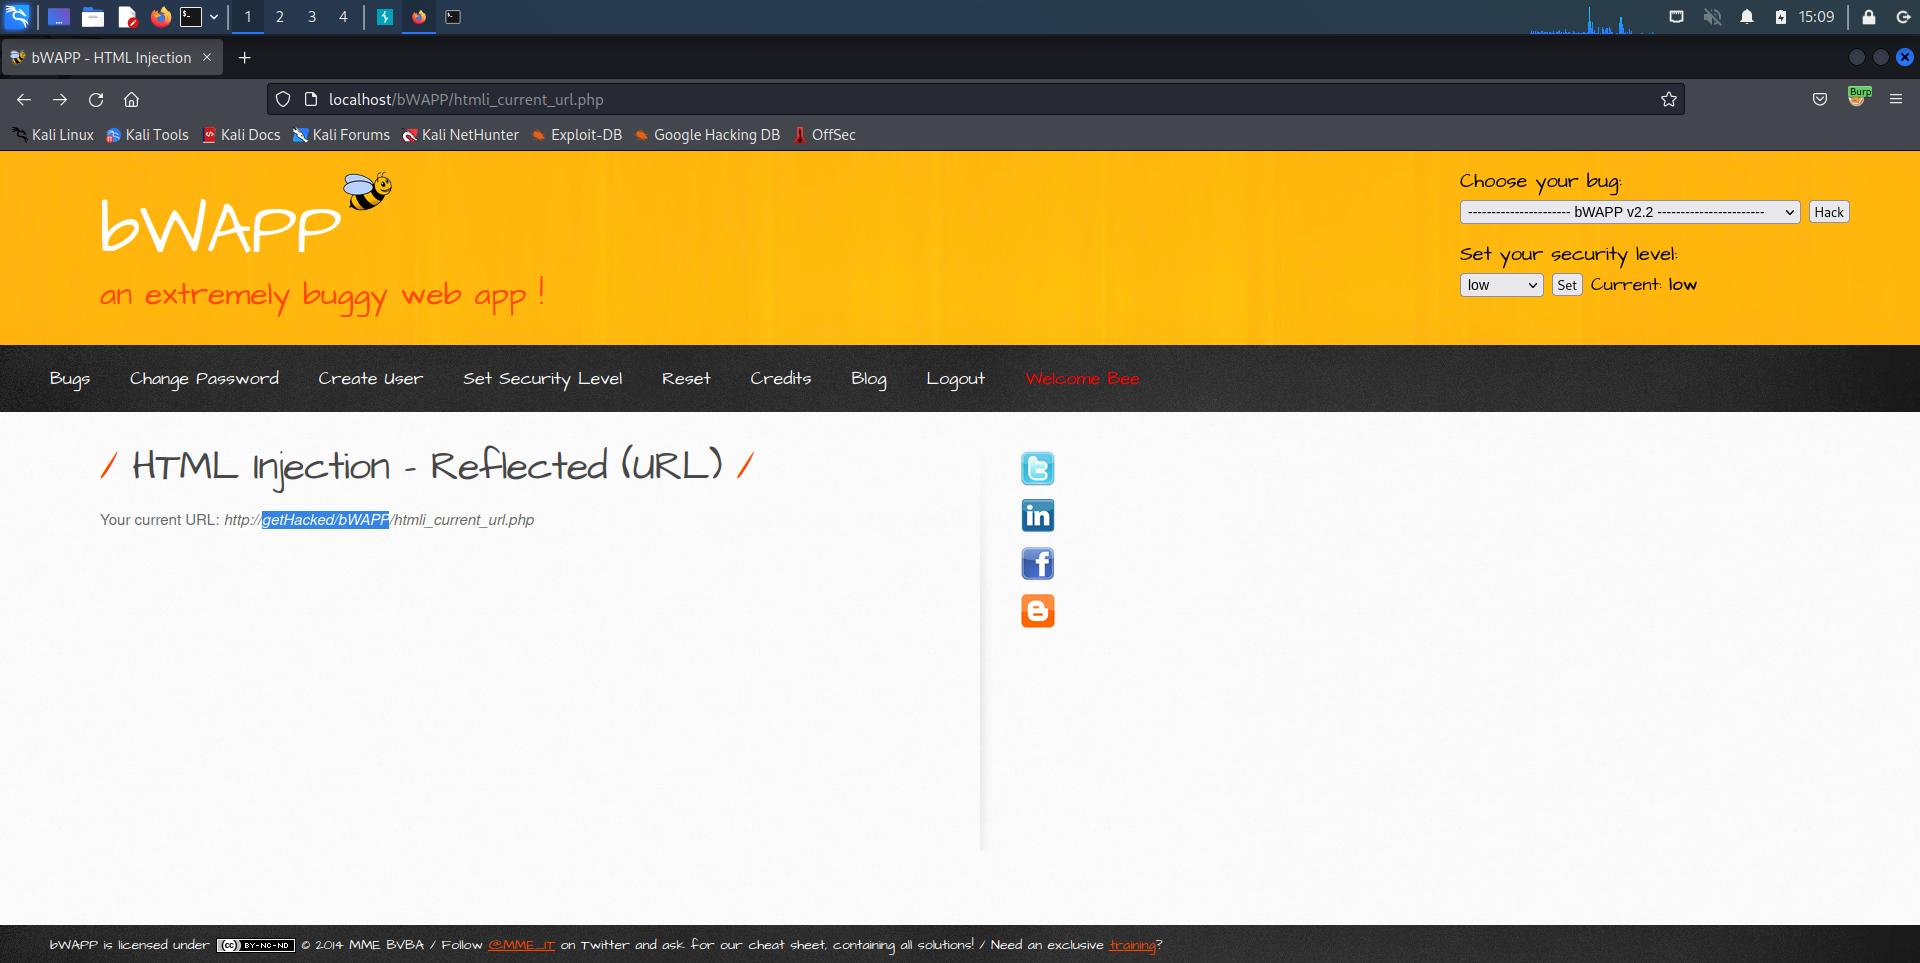 1 2 3 4 15:09
bWAPP - HTML Injection
localhost/bWAPP/htmli_current_url.php Burp
Kali Linux Kali Tools Kali Docs Kali Forums Kali NetHunter Exploit-DB Google Hacking DB OffSec
bWAPP
an extremely buggy web app !
Choose your bug:
---------------------- bWAPP v2.2 ----------------------- Hack
Set your security level:
low Set Current: low
Bugs Change Password Create User Set Security Level Reset Credits Blog Logout Welcome Bee
/ HTML Injection - Reflected (URL) /
Your current URL: http://getHacked/bWAPP/htmli_current_url.php
bWAPP is licensed under (cc) BY-NC-ND © 2014 MME BVBA / Follow @MME_IT on Twitter and ask for our cheat sheet, containing all solutions! / Need an exclusive training?